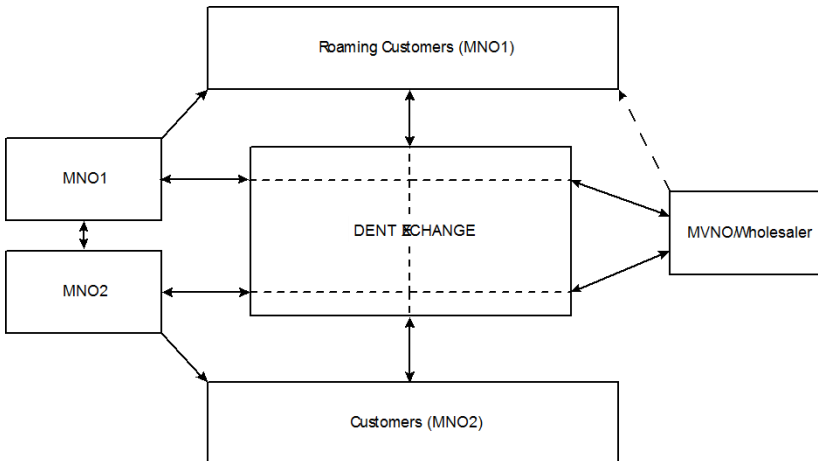 Roaming Customers (MNO1)
MNO1
DENT EXCHANGE
MVNO/Wholesaler
MNO2
Customers (MNO2)